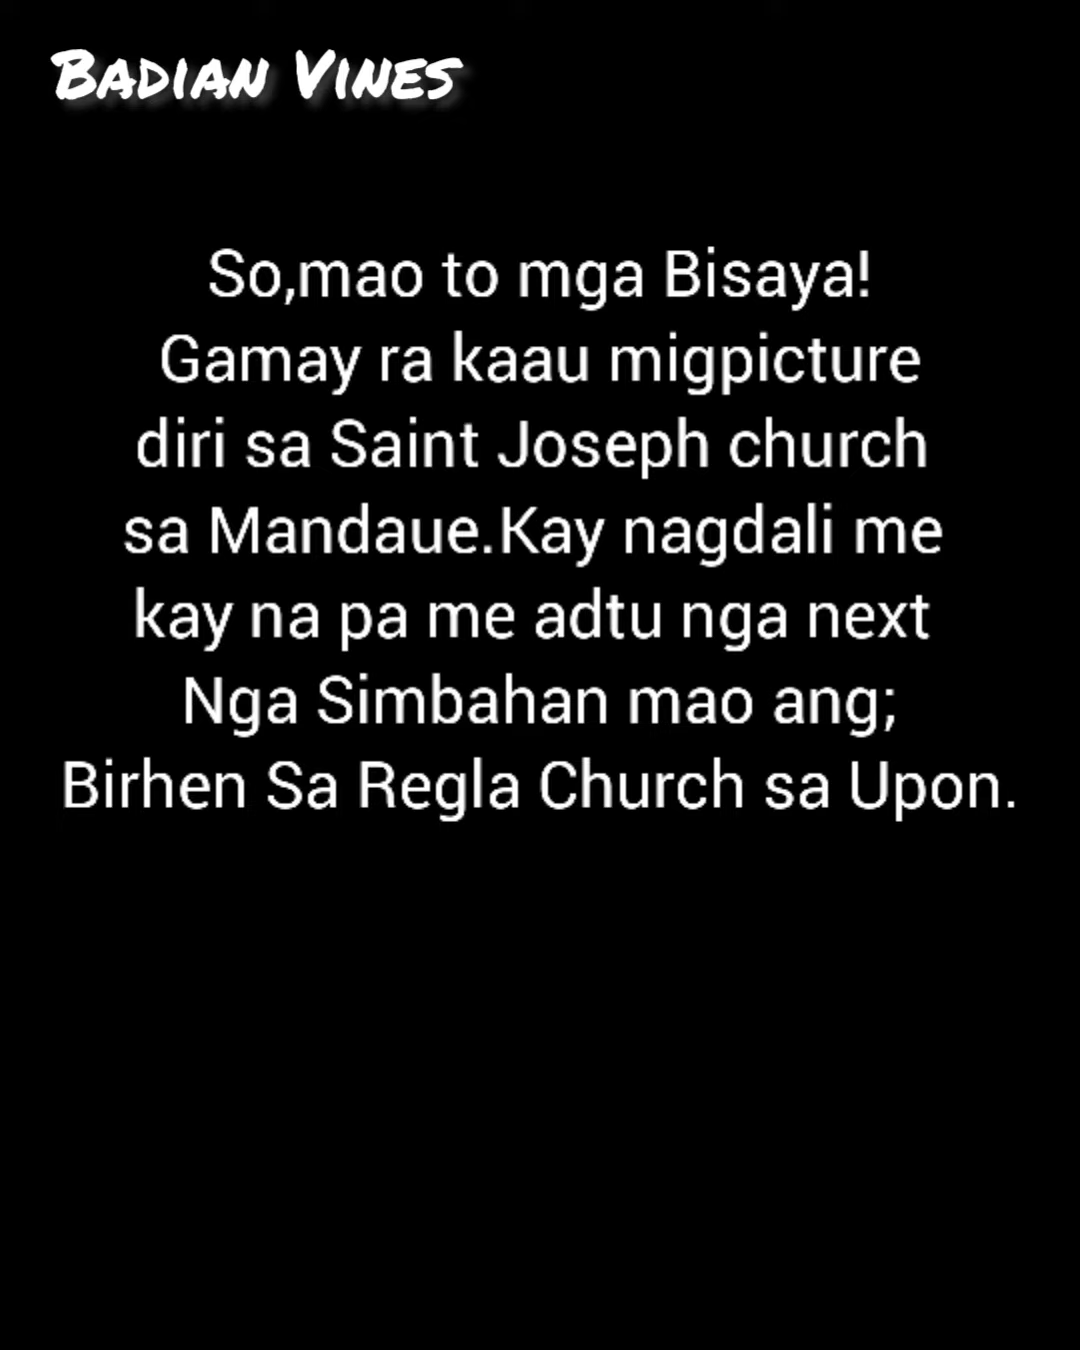 BADIAN VINES
So,mao to mga Bisaya!
Gamay ra kaau migpicture
diri sa Saint Joseph church
sa Mandaue.Kay nagdali me
kay na pa me adtu nga next
Nga Simbahan mao ang;
Birhen Sa Regla Church sa Upon.